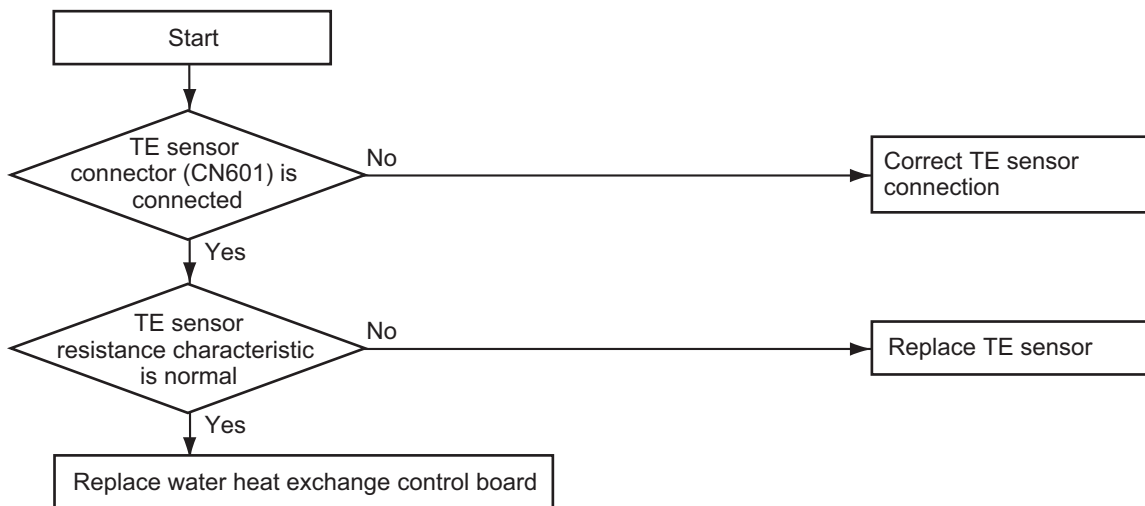 Start
TE sensor
connector (CN601) is
connected
No
Correct TE sensor
connection
Yes
TE sensor
resistance characteristic
is normal
No
Replace TE sensor
Yes
Replace water heat exchange control board